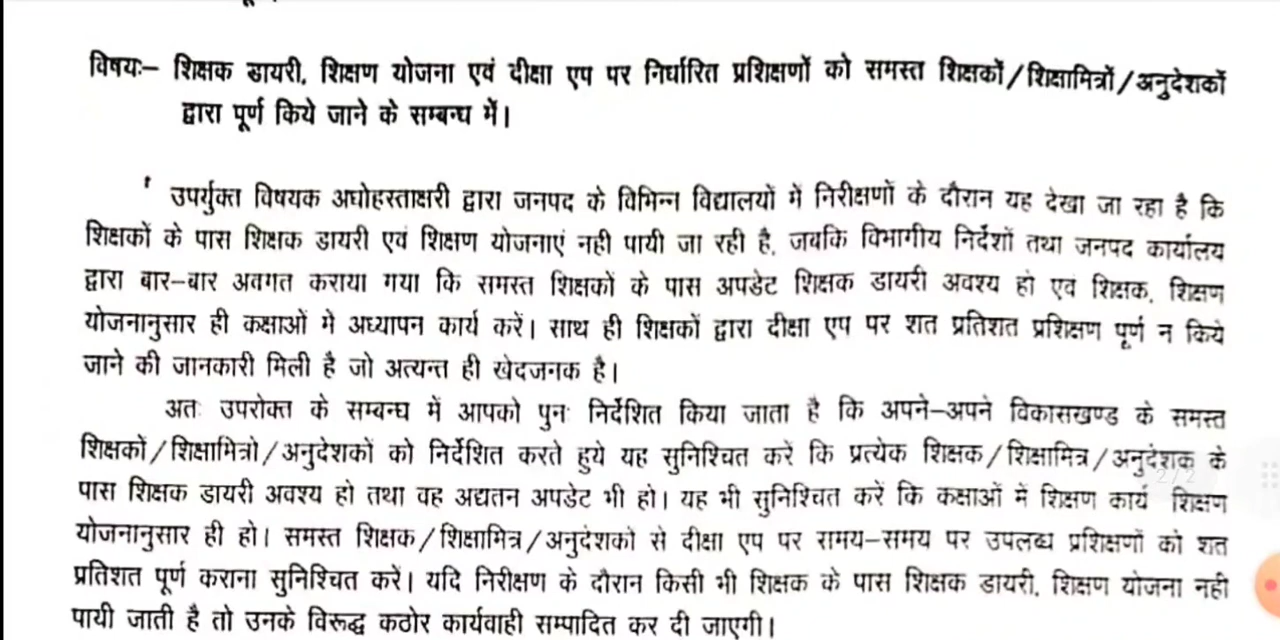 विषयः– शिक्षक डायरी, शिक्षण योजना एवं दीक्षा एप पर निर्धारित प्रशिक्षणों को समस्त शिक्षकों/शिक्षामित्रों/अनुदेशकों
द्वारा पूर्ण किये जाने के सम्बन्ध में।
उपर्युक्त विषयक अधोहस्ताक्षरी द्वारा जनपद के विभिन्न विद्यालयों में निरीक्षणों के दौरान यह देखा जा रहा है कि
शिक्षकों के पास शिक्षक डायरी एवं शिक्षण योजनाएं नही पायी जा रही है, जबकि विभागीय निर्देशों तथा जनपद कार्यालय
द्वारा बार–बार अवगत कराया गया कि समस्त शिक्षकों के पास अपडेट शिक्षक डायरी अवश्य हो एवं शिक्षक, शिक्षण
योजनानुसार ही कक्षाओं मे अध्यापन कार्य करें। साथ ही शिक्षकों द्वारा दीक्षा एप पर शत प्रतिशत प्रशिक्षण पूर्ण न किये
जाने की जानकारी मिली है जो अत्यन्त ही खेदजनक है।
अतः उपरोक्त के सम्बन्ध में आपको पुनः निर्देशित किया जाता है कि अपने–अपने विकासखण्ड के समस्त
शिक्षकों/शिक्षामित्रो/अनुदेशकों को निर्देशित करते हुये यह सुनिश्चित करें कि प्रत्येक शिक्षक/शिक्षामित्र/अनुदेशक के
पास शिक्षक डायरी अवश्य हो तथा वह अद्यतन अपडेट भी हो। यह भी सुनिश्चित करें कि कक्षाओं में शिक्षण कार्य शिक्षण
योजनानुसार ही हो। समस्त शिक्षक/शिक्षामित्र/अनुदेशको से दीक्षा एप पर समय–समय पर उपलब्ध प्रशिक्षणों को शत
प्रतिशत पूर्ण कराना सुनिश्चित करें। यदि निरीक्षण के दौरान किसी भी शिक्षक के पास शिक्षक डायरी, शिक्षण योजना नही
पायी जाती है तो उनके विरूद्ध कठोर कार्यवाही सम्पादित कर दी जाएगी।
2/2